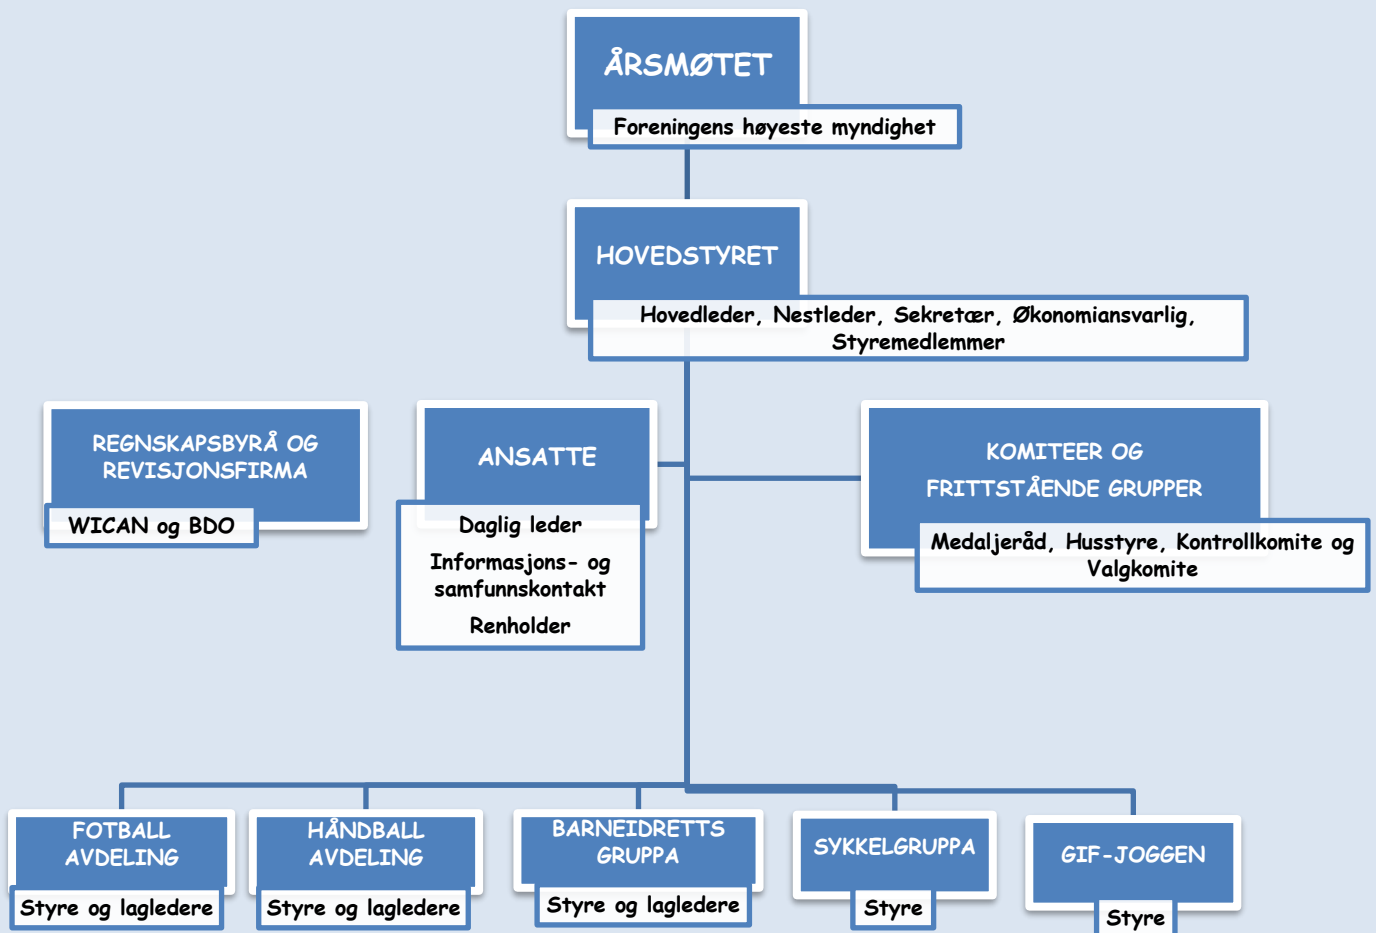 ÅRSMØTET
Foreningens høyeste myndighet
HOVEDSTYRET
Hovedleder, Nestleder, Sekretær, Økonomiansvarlig,
Styremedlemmer
REGNSKAPSBYRÅ OG
REVISJONSFIRMA
WICAN og BDO
ANSATTE
Daglig leder
Informasjons- og
samfunnskontakt
Renholder
KOMITEER OG
FRITTSTÅENDE GRUPPER
Medaljeråd, Husstyre, Kontrollkomite og
Valgkomite
FOTBALL
AVDELING
Styre og lagledere
HÅNDBALL
AVDELING
Styre og lagledere
BARNEIDRETTS
GRUPPA
Styre og lagledere
SYKKELGRUPPA
Styre
GIF-JOGGEN
Styre